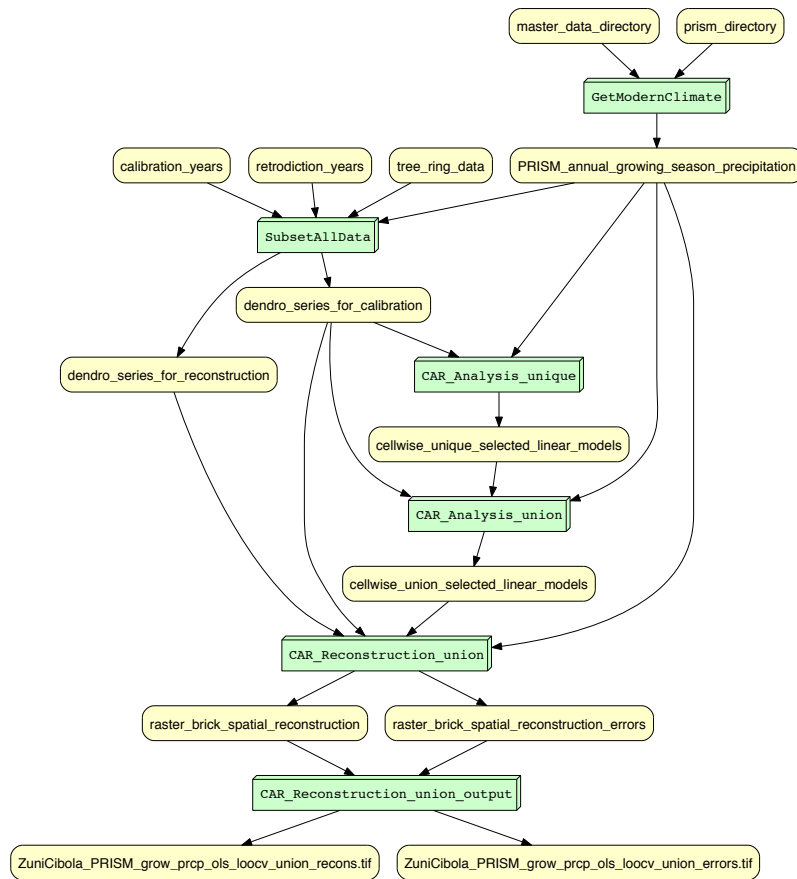 master_data_directory
prism_directory
GetModernClimate
calibration_years
retrodiction_years
tree_ring_data
PRISM_annual_growing_season_precipitation
SubsetAllData
dendro_series_for_calibration
dendro_series_for_reconstruction
CAR_Analysis_unique
cellwise_unique_selected_linear_models
CAR_Analysis_union
cellwise_union_selected_linear_models
CAR_Reconstruction_union
raster_brick_spatial_reconstruction
raster_brick_spatial_reconstruction_errors
CAR_Reconstruction_union_output
ZuniCibola_PRISM_grow_prcp_ols_loocv_union_recons.tif
ZuniCibola_PRISM_grow_prcp_ols_loocv_union_errors.tif